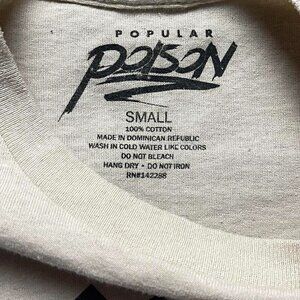 POPULAR
POISON
SMALL
100% COTTON
MADE IN DOMINICAN REPUBLIC
WASH IN COLD WATER LIKE COLORS
DO NOT BLEACH
HANG DRY • DO NOT IRON
RN#142298